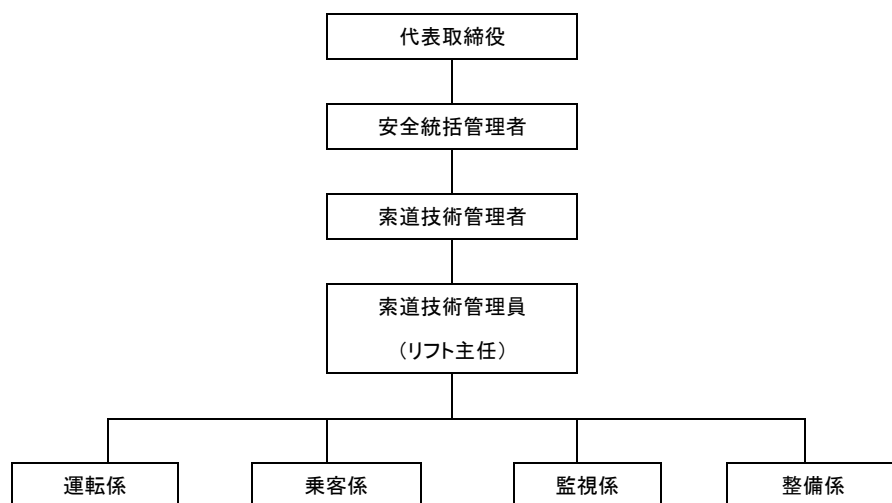 代表取締役
安全統括管理者
索道技術管理者
索道技術管理員
（リフト主任）
運転係
乗客係
監視係
整備係